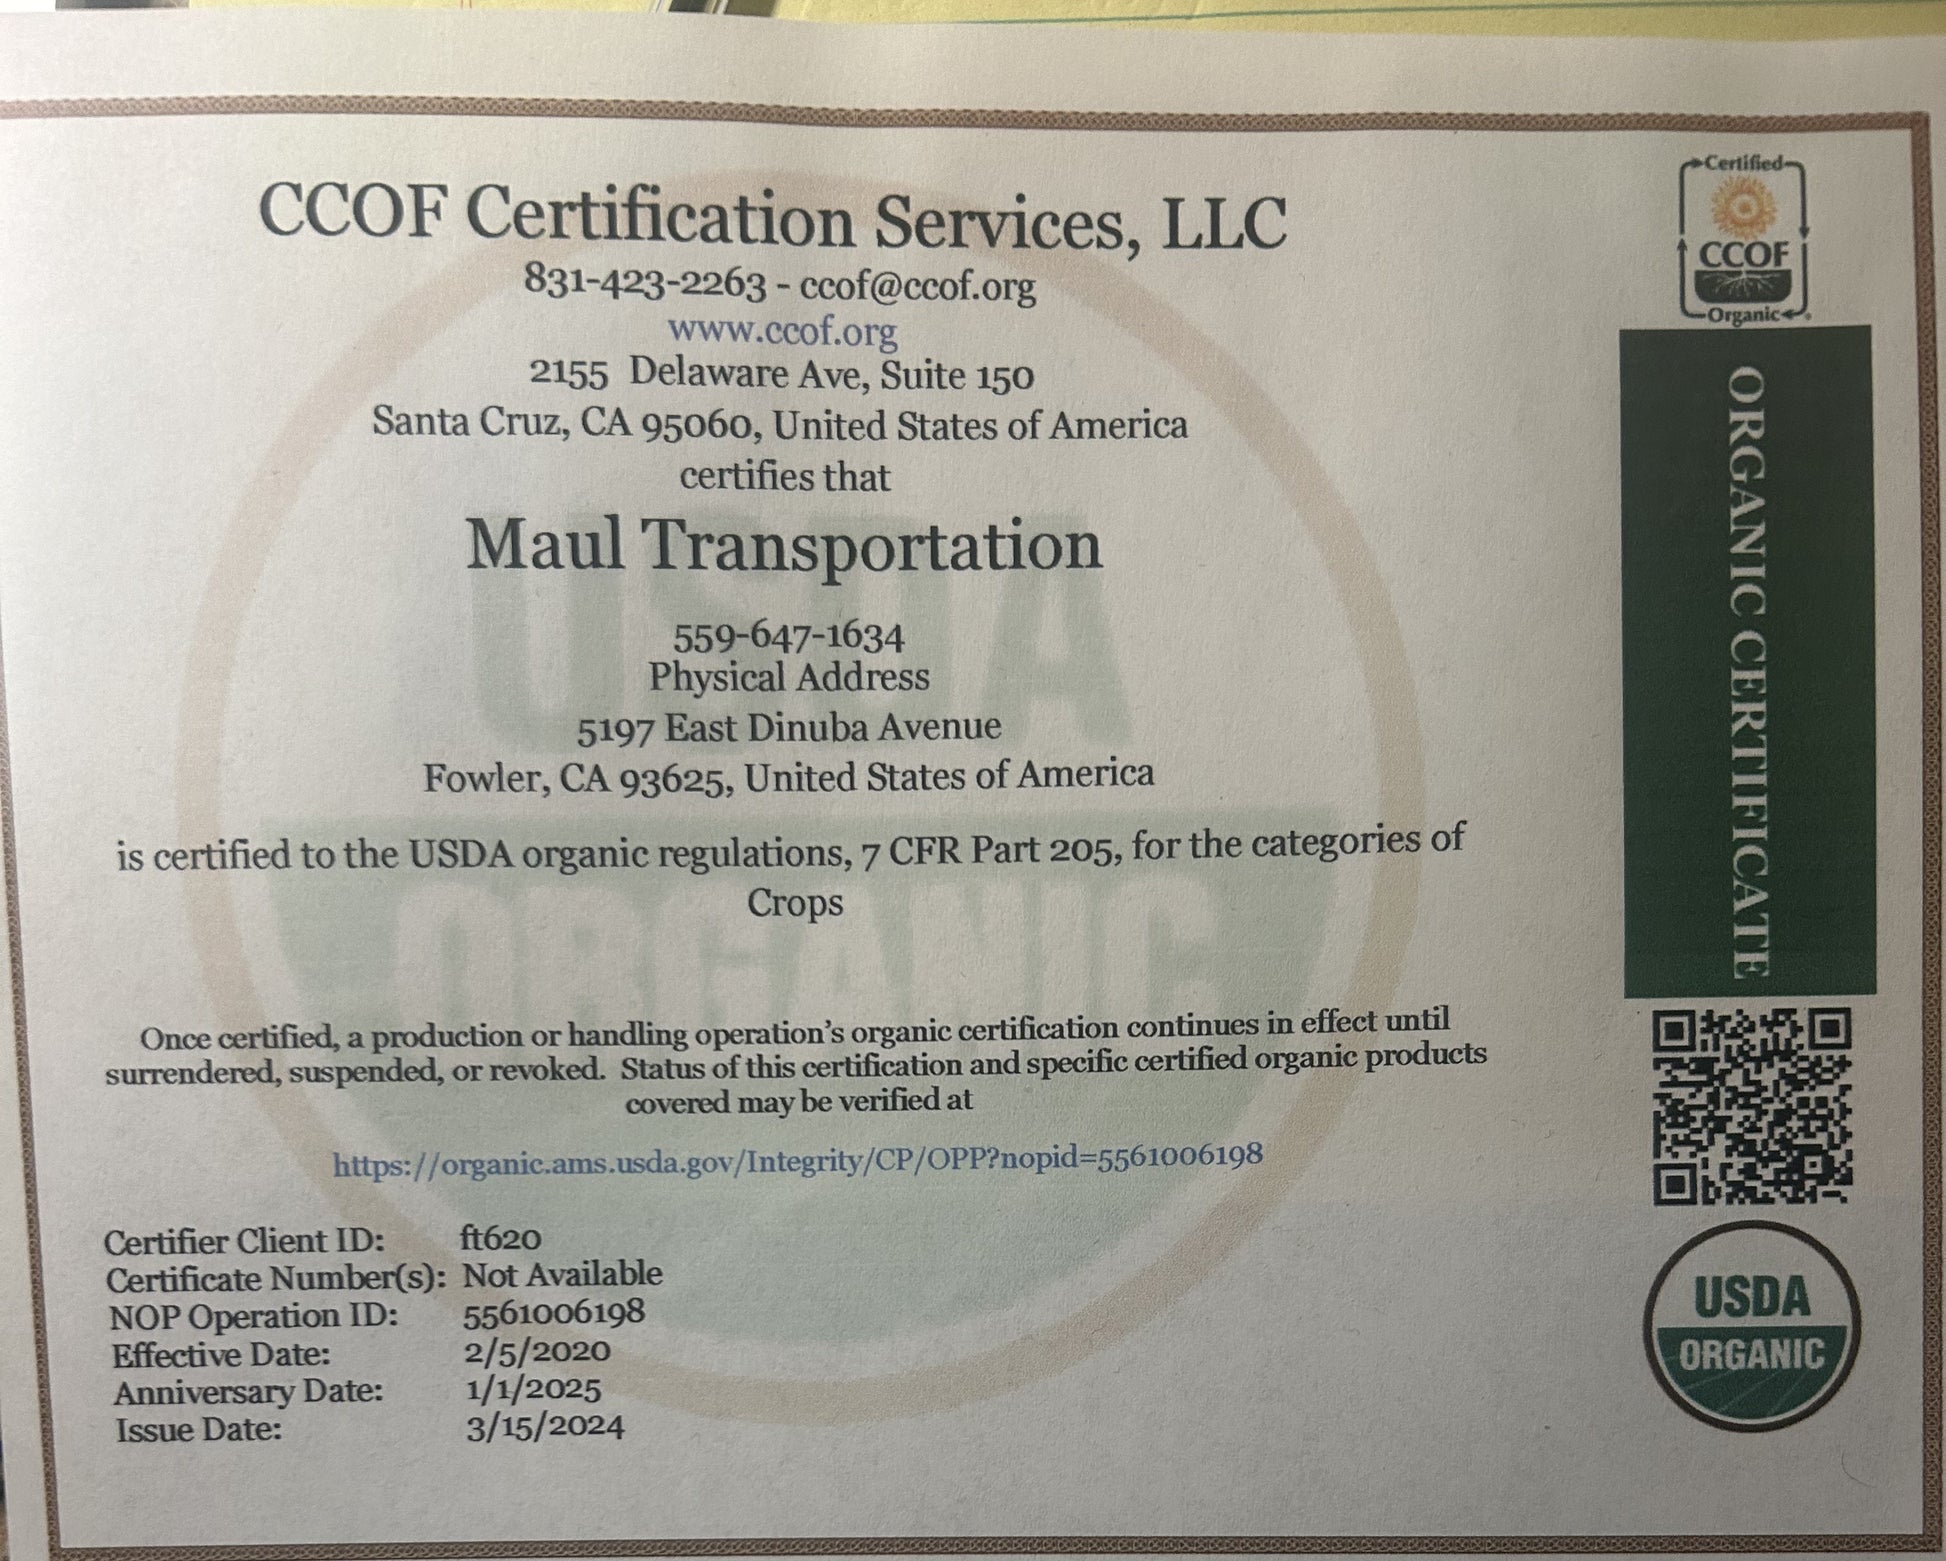 CCOF Certification Services, LLC
831-423-2263 - ccof@ccof.org
www.ccof.org
2155 Delaware Ave, Suite 150
Santa Cruz, CA 95060, United States of America
certifies that
Maul Transportation
559-647-1634
Physical Address
5197 East Dinuba Avenue
Fowler, CA 93625, United States of America
is certified to the USDA organic regulations, 7 CFR Part 205, for the categories of
Crops
Once certified, a production or handling operation's organic certification continues in effect until
surrendered, suspended, or revoked. Status of this certification and specific certified organic products
covered may be verified at
https://organic.ams.usda.gov/Integrity/CP/OPP?nopid=5561006198
Certifier Client ID: ft620
Certificate Number(s): Not Available
NOP Operation ID: 5561006198
Effective Date: 2/5/2020
Anniversary Date: 1/1/2025
Issue Date: 3/15/2024
Certified
CCOF
Organic
ORGANIC CERTIFICATE
USDA
ORGANIC
USDA
ORGANIC